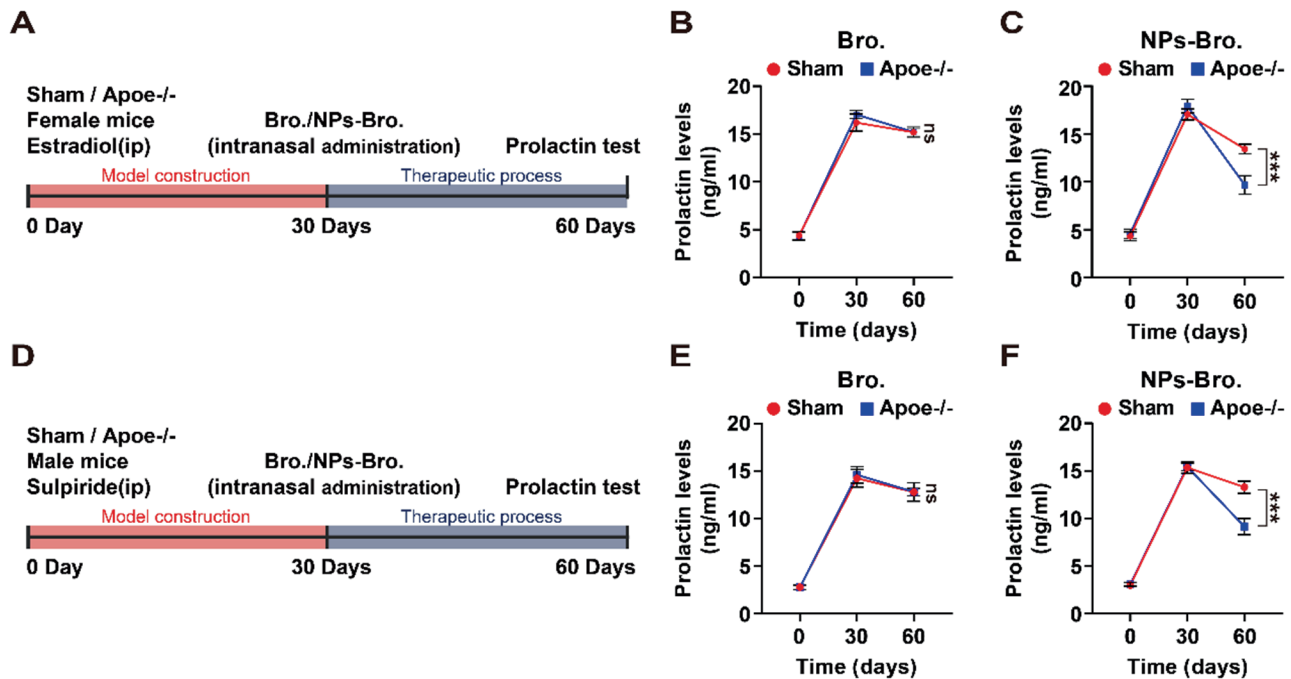 A
Sham / Apoe-/-
Female mice
Estradiol(ip)
Bro./NPs-Bro.
(intranasal administration)
Prolactin test
Model construction
Therapeutic process
0 Day
30 Days
60 Days
B
Bro.
Sham
Apoe-/-
Prolactin levels
(ng/ml)
20
15
10
5
0
ns
0
30
60
Time (days)
C
NPs-Bro.
Sham
Apoe-/-
Prolactin levels
(ng/ml)
20
15
10
5
0
***
0
30
60
Time (days)
D
Sham / Apoe-/-
Male mice
Sulpiride(ip)
Bro./NPs-Bro.
(intranasal administration)
Prolactin test
Model construction
Therapeutic process
0 Day
30 Days
60 Days
E
Bro.
Sham
Apoe-/-
Prolactin levels
(ng/ml)
20
15
10
5
0
ns
0
30
60
Time (days)
F
NPs-Bro.
Sham
Apoe-/-
Prolactin levels
(ng/ml)
20
15
10
5
0
***
0
30
60
Time (days)